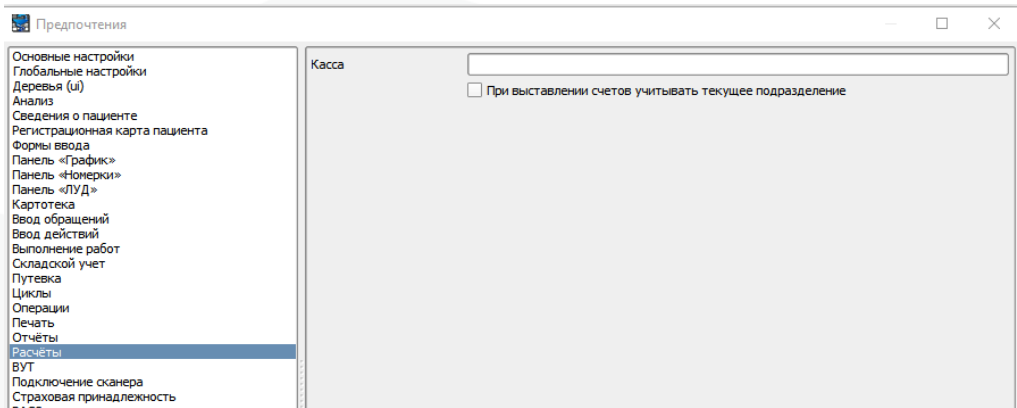 Предпочтения
Основные настройки
Глобальные настройки
Деревья (ui)
Анализ
Сведения о пациенте
Регистрационная карта пациента
Формы ввода
Панель «График»
Панель «Номерки»
Панель «ЛУД»
Картотека
Ввод обращений
Ввод действий
Выполнение работ
Складской учет
Путевка
Циклы
Операции
Печать
Отчёты
Расчёты
ВУТ
Подключение сканера
Страховая принадлежность
Касса
При выставлении счетов учитывать текущее подразделение